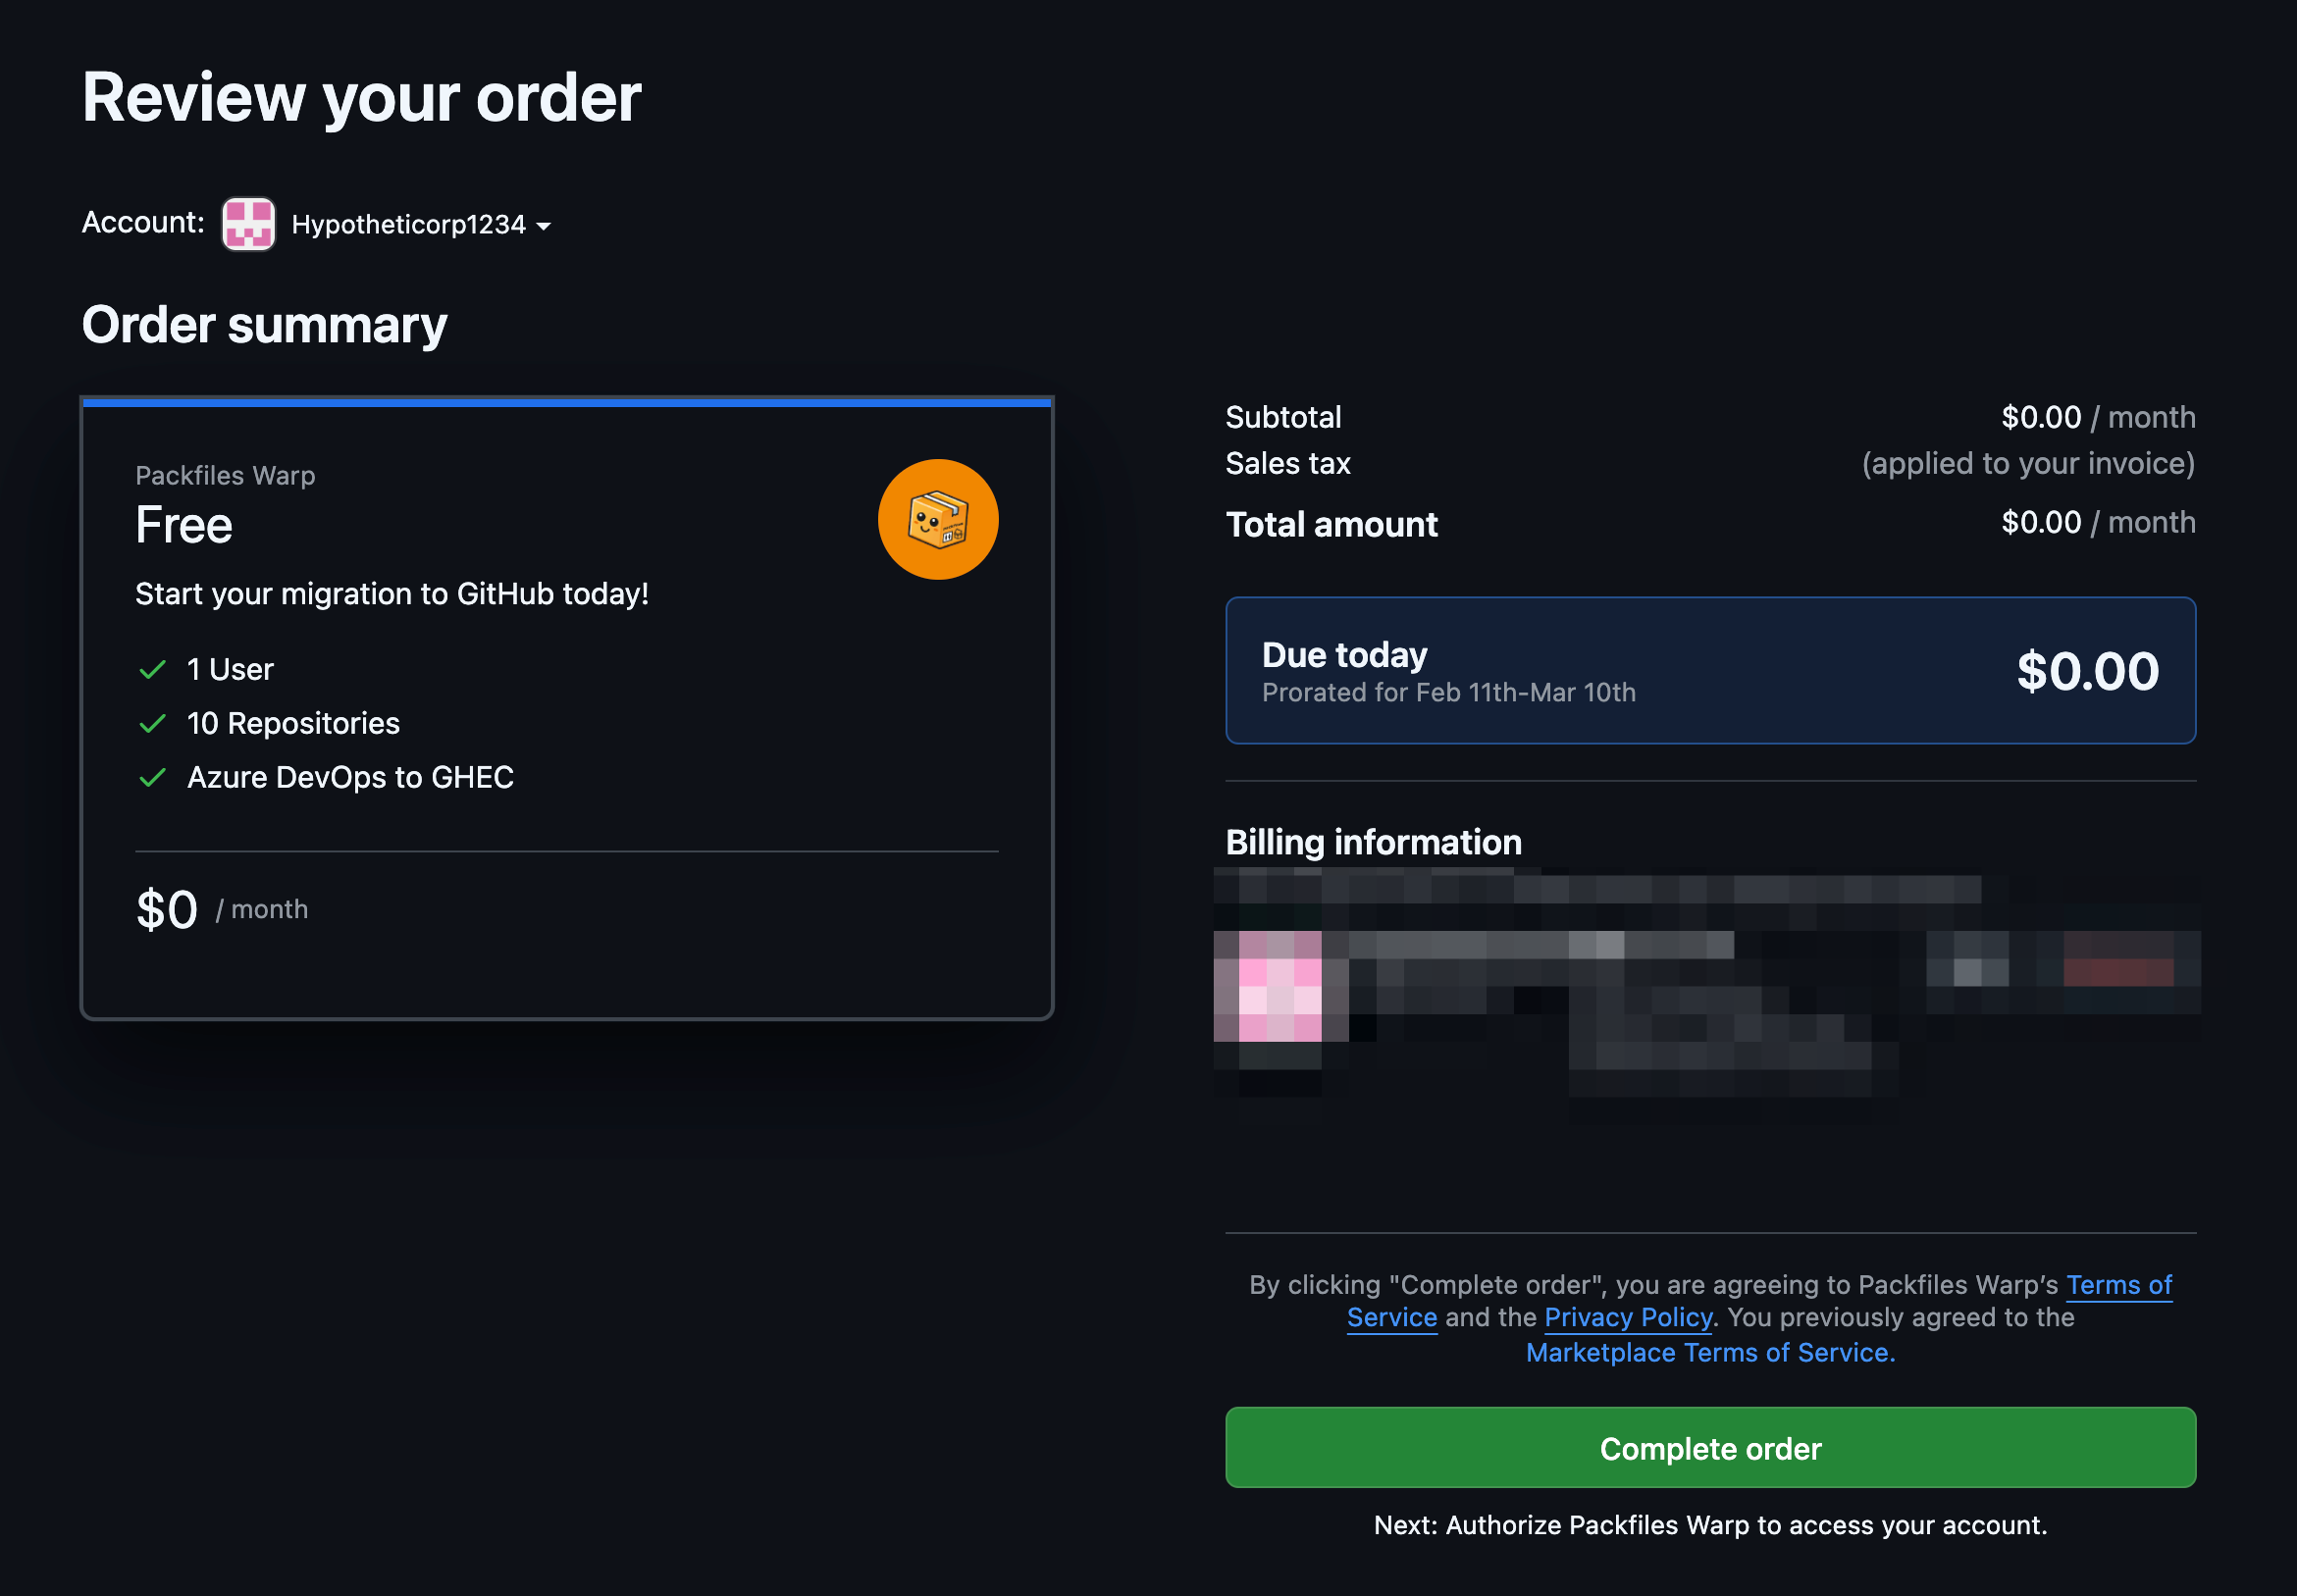 Review your order
Account: Hypotheticorp1234
Order summary
Packfiles Warp
Free
Start your migration to GitHub today!
1 User
10 Repositories
Azure DevOps to GHEC
$0 / month
Subtotal $0.00 / month
Sales tax (applied to your invoice)
Total amount $0.00 / month
Due today $0.00
Prorated for Feb 11th-Mar 10th
Billing information
By clicking "Complete order", you are agreeing to Packfiles Warp’s Terms of
Service and the Privacy Policy. You previously agreed to the
Marketplace Terms of Service.
Complete order
Next: Authorize Packfiles Warp to access your account.